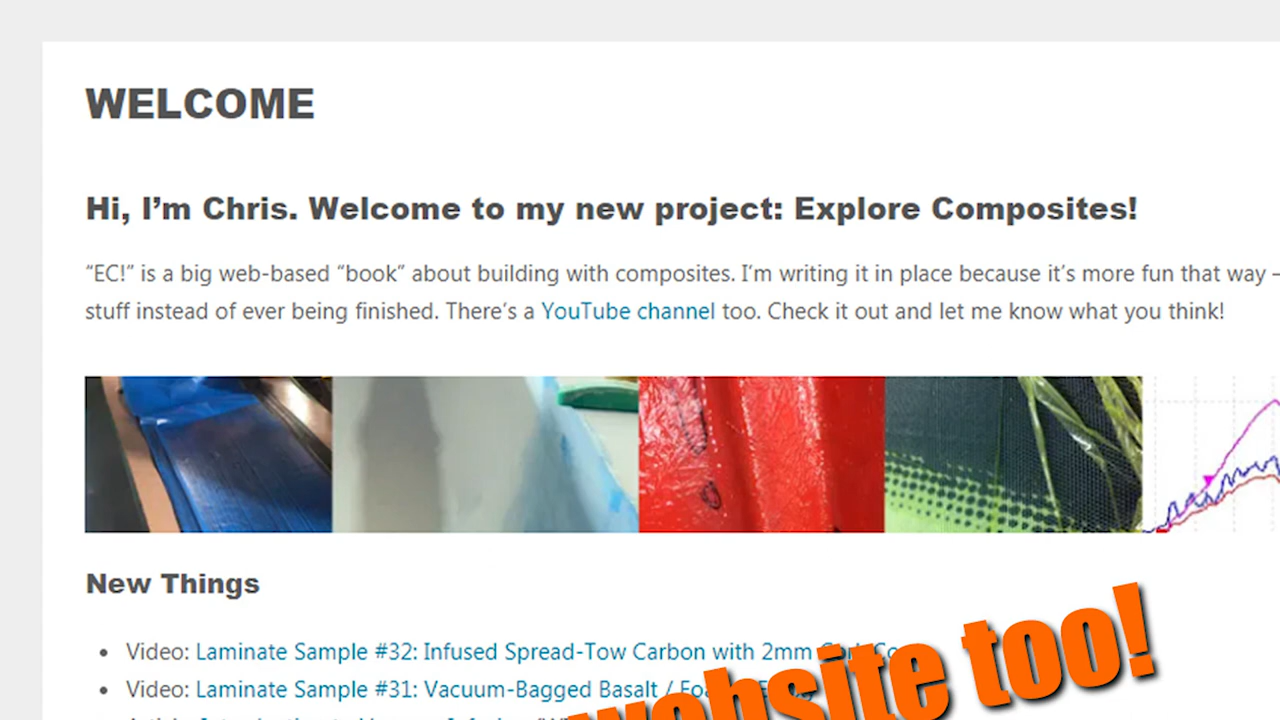 WELCOME
Hi, I'm Chris. Welcome to my new project: Explore Composites!
“EC!” is a big web-based “book” about building with composites. I'm writing it in place because it's more fun that way –
stuff instead of ever being finished. There's a YouTube channel too. Check it out and let me know what you think!
New Things
• Video: Laminate Sample #32: Infused Spread-Tow Carbon with 2mm
• Video: Laminate Sample #31: Vacuum-Bagged Basalt /
website too!